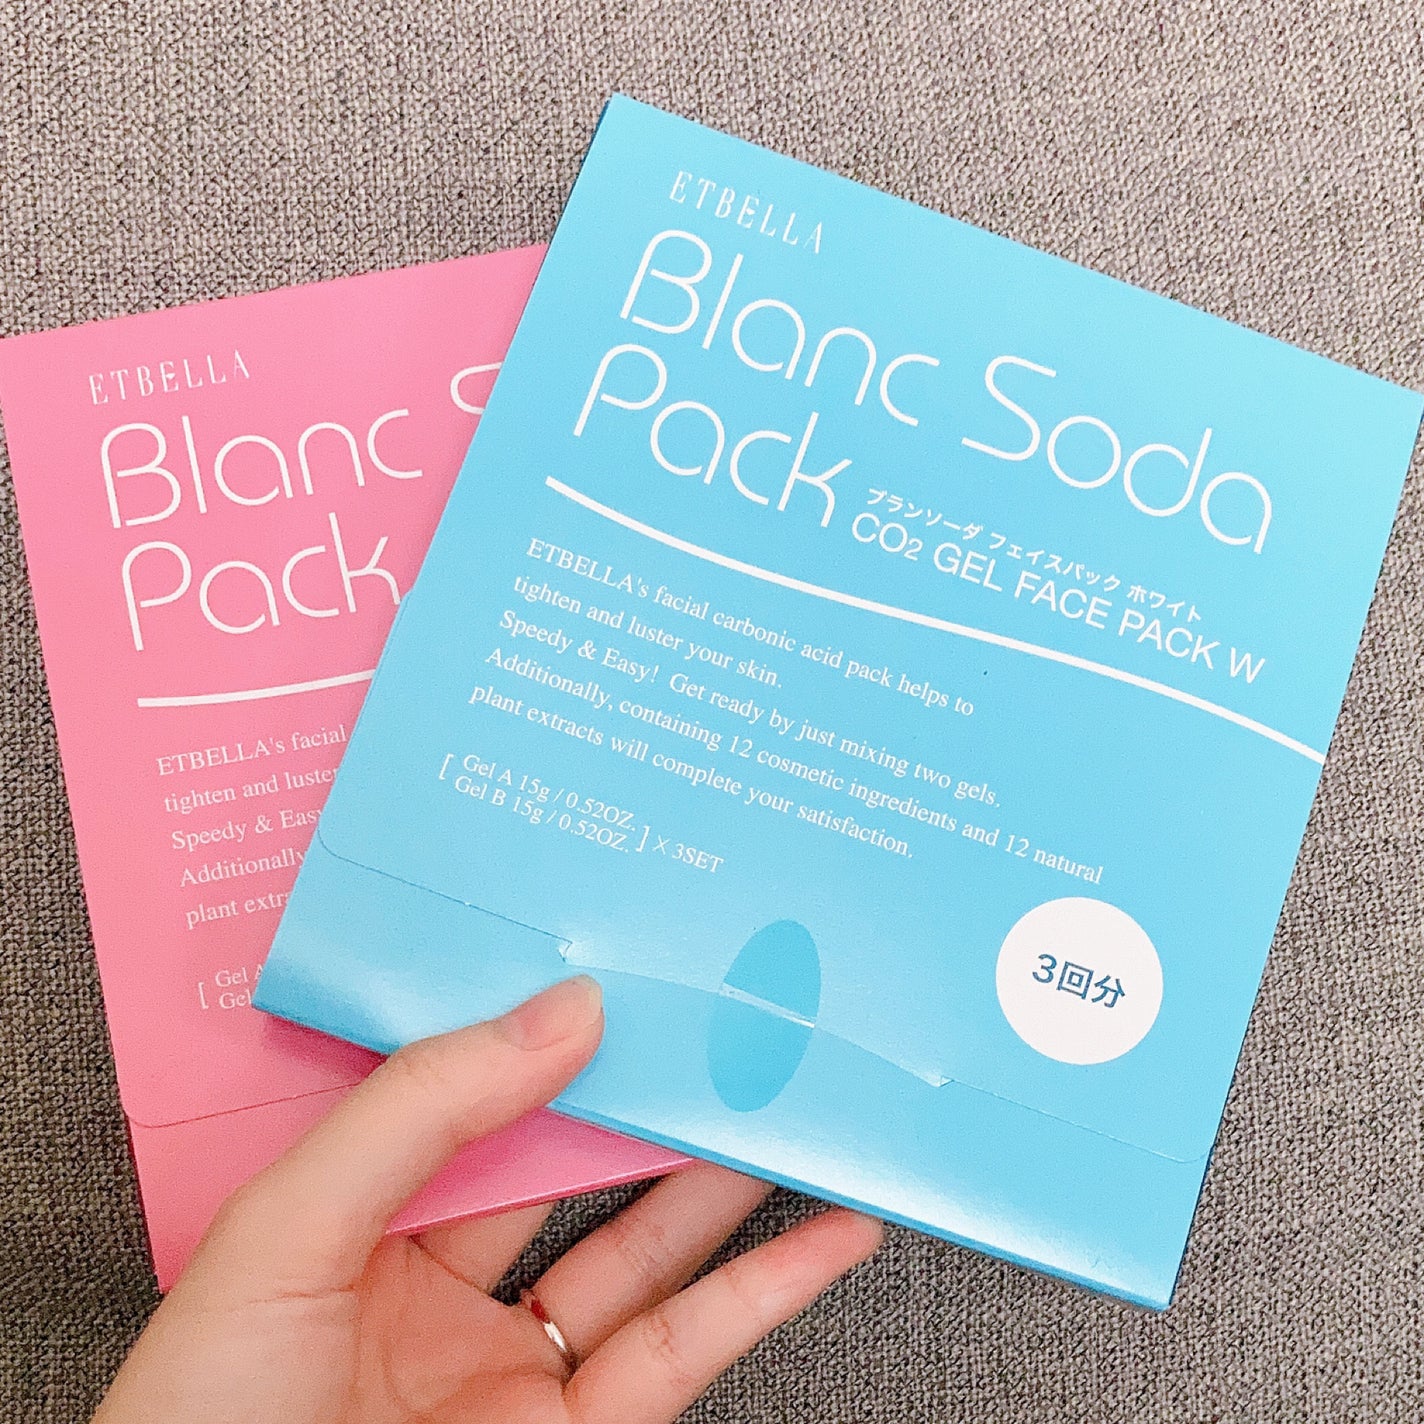 ETBELLA
Blanc Soda
Pack
ブランソーダ フェイスパック ホワイト
CO2 GEL FACE PACK W
ETBELLA's facial carbonic acid pack helps to
tighten and luster your skin.
Speedy & Easy! Get ready by just mixing two gels.
Additionally, containing 12 cosmetic ingredients and 12 natural
plant extracts will complete your satisfaction.
[ Gel A 15g / 0.52OZ.
Gel B 15g / 0.52OZ. ] × 3SET
3回分
ETBELLA
Blanc
Pack
ETBELLA's facial
tighten and luster
Speedy &
Additionally
plant
[ Gel
Gel